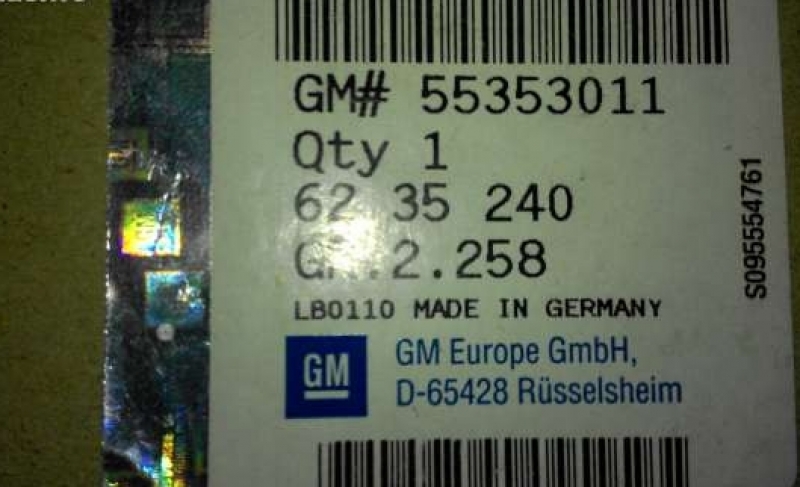 GM# 55353011
Qty 1
62 35 240
GR.2.258
LB0110 MADE IN GERMANY
GM
GM Europe GmbH,
D-65428 Rüsselsheim
S095554761